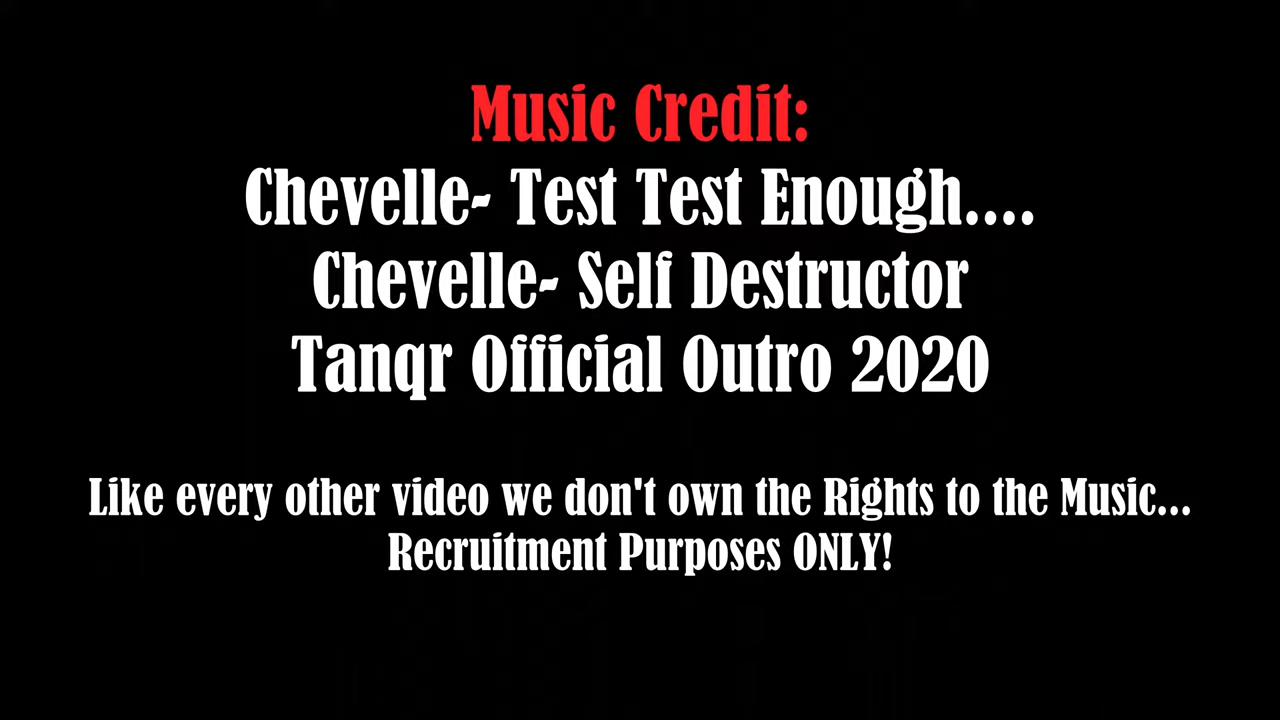 Music Credit:
Chevelle- Test Test Enough....
Chevelle- Self Destructor
Tanqr Official Outro 2020
Like every other video we don't own the Rights to the Music...
Recruitment Purposes ONLY!